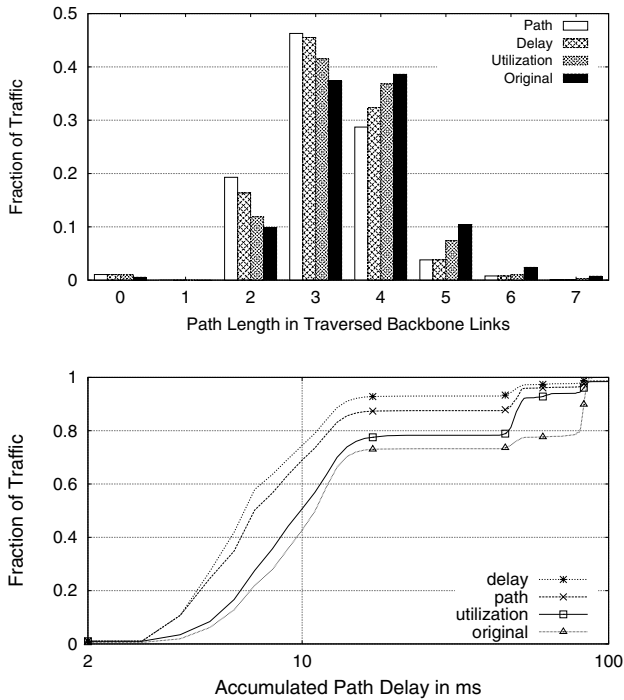 0.5
0.4
0.3
0.2
0.1
0
Fraction of Traffic
Path
Delay
Utilization
Original
0 1 2 3 4 5 6 7
Path Length in Traversed Backbone Links
1
0.8
0.6
0.4
0.2
0
Fraction of Traffic
delay
path
utilization
original
2 10 100
Accumulated Path Delay in ms